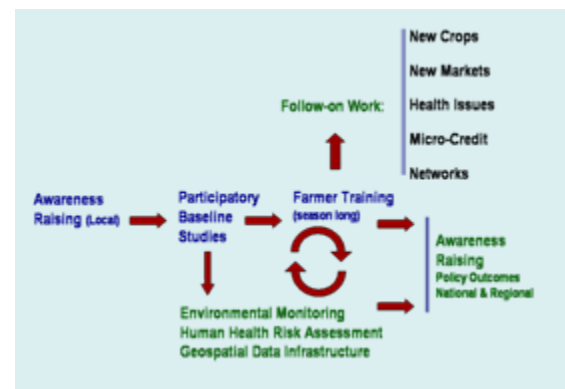 New Crops
New Markets
Follow-on Work:
Health Issues
Micro-Credit
Networks
Awareness
Raising (Local)
Participatory
Baseline
Studies
Farmer Training
(season long)
Awareness
Raising
Policy Outcomes
National & Regional
Environmental Monitoring
Human Health Risk Assessment
Geospatial Data Infrastructure